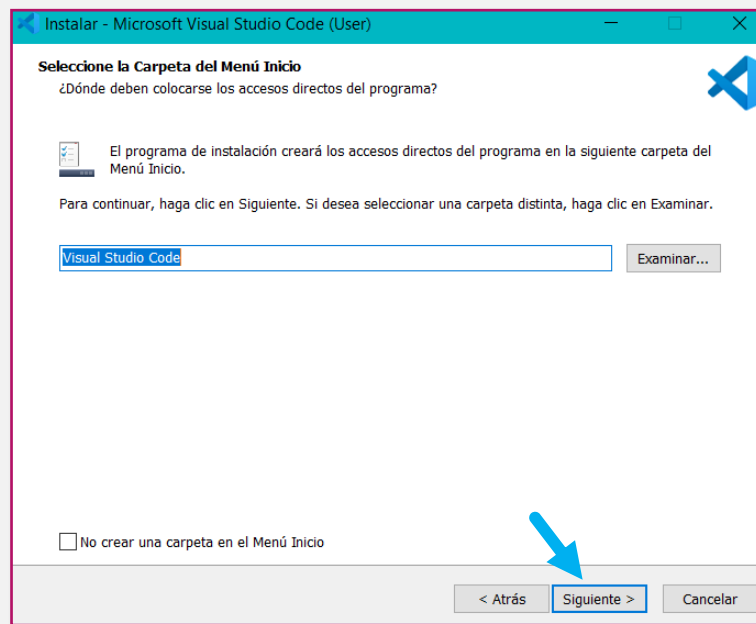 Instalar - Microsoft Visual Studio Code (User)
Seleccione la Carpeta del Menú Inicio
¿Dónde deben colocarse los accesos directos del programa?
El programa de instalación creará los accesos directos del programa en la siguiente carpeta del
Menú Inicio.
Para continuar, haga clic en Siguiente. Si desea seleccionar una carpeta distinta, haga clic en Examinar.
Visual Studio Code
Examinar...
No crear una carpeta en el Menú Inicio
< Atrás
Siguiente >
Cancelar